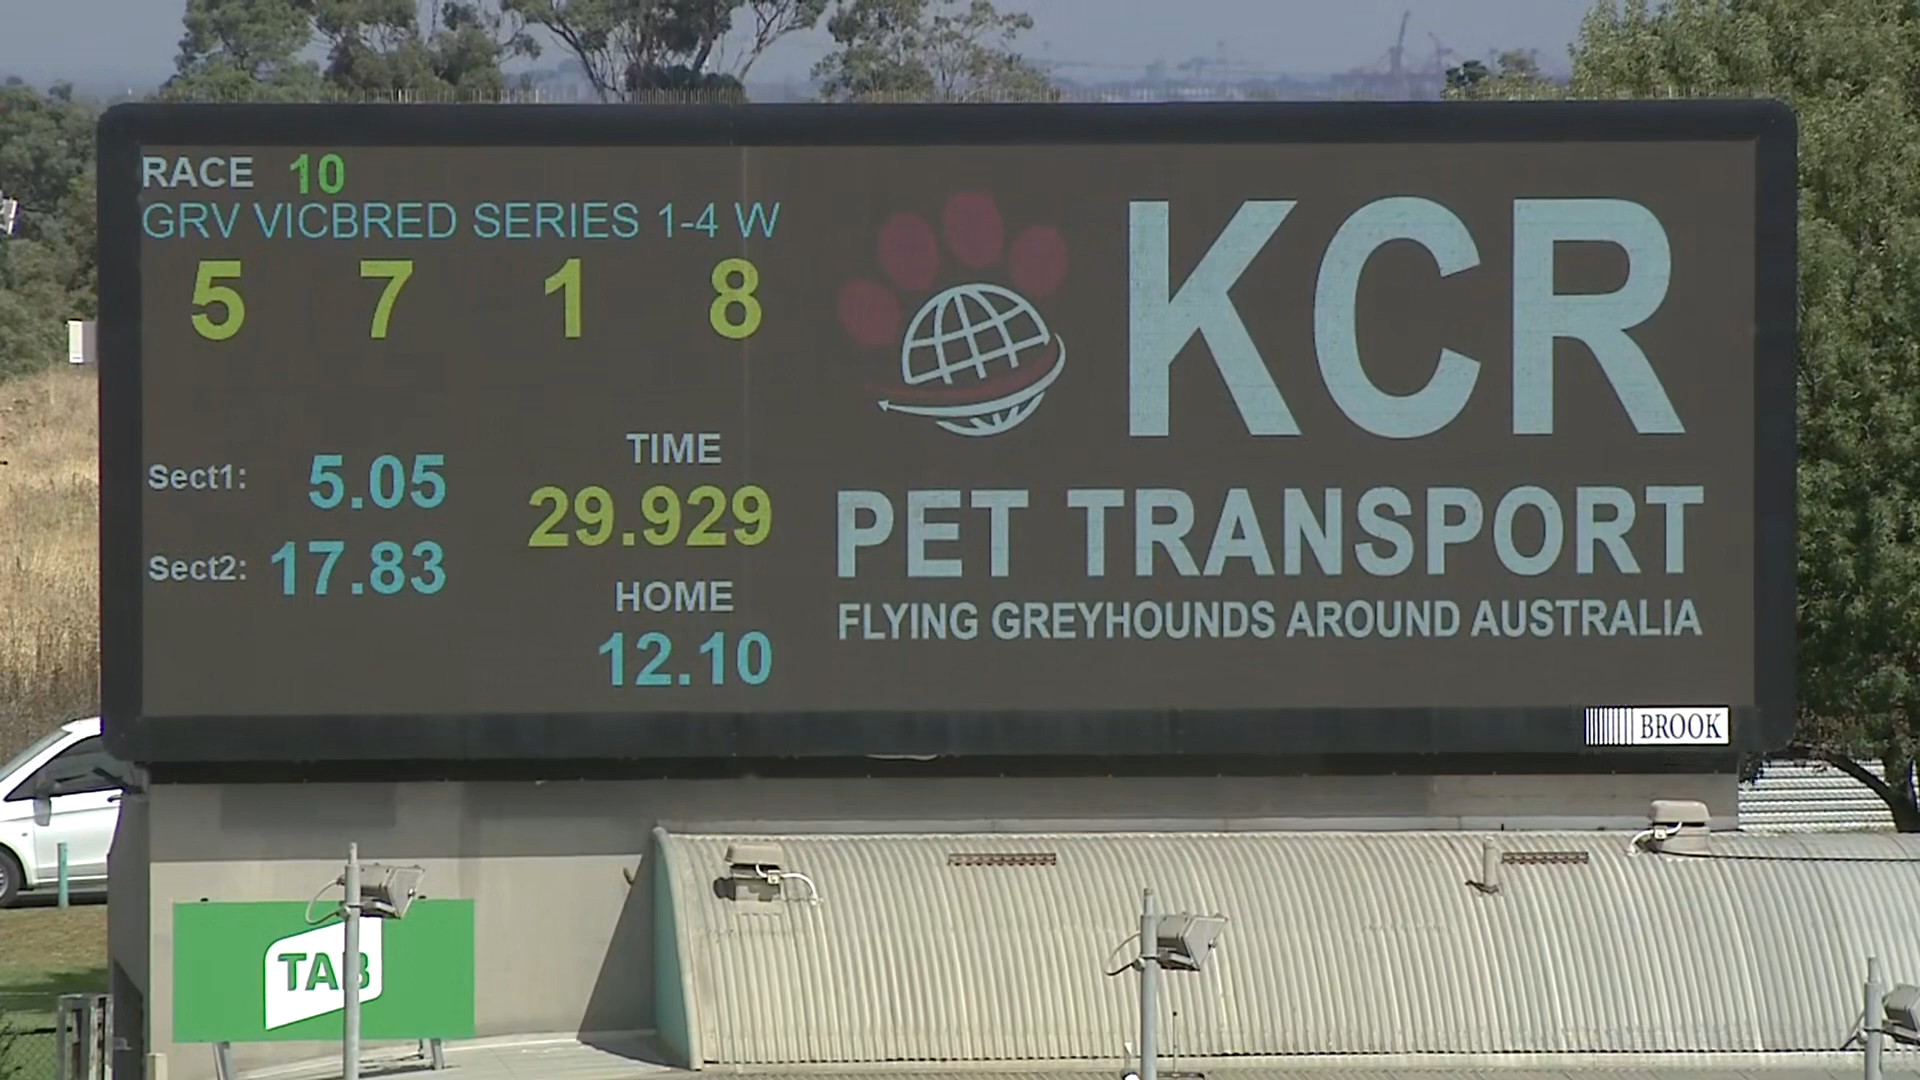 RACE 10
GRV VICBRED SERIES 1-4 W
5 7 1 8
Sect1: 5.05
Sect2: 17.83
TIME
29.929
HOME
12.10
KCR
PET TRANSPORT
FLYING GREYHOUNDS AROUND AUSTRALIA
BROOK
TAB